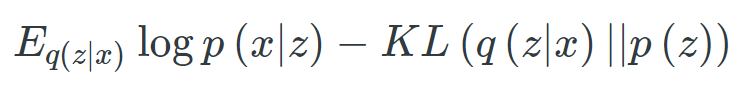 E_{q(z|x)} log p (x|z) − KL (q (z|x) ||p (z))